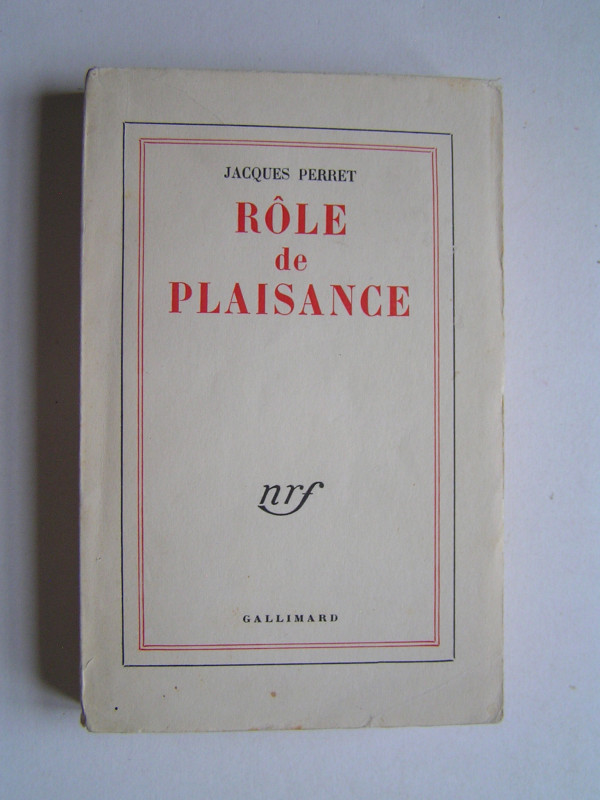 JACQUES PERRET
RÔLE
de
PLAISANCE
nrf
GALLIMARD